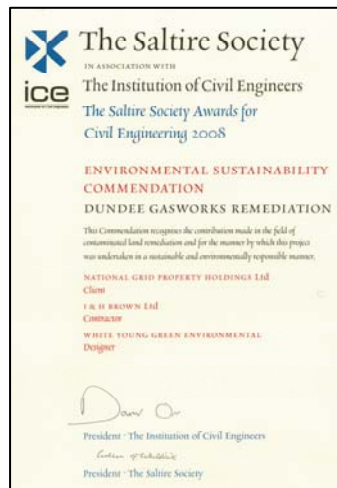 The Saltire Society
IN ASSOCIATION WITH
The Institution of Civil Engineers
ice
The Saltire Society Awards for
Civil Engineering 2008
ENVIRONMENTAL SUSTAINABILITY
COMMENDATION
DUNDEE GASWORKS REMEDIATION
This Commendation recognises the contribution made in the field of
contaminated land remediation and for the manner by which this project
was undertaken in a sustainable and environmentally responsible manner.
NATIONAL GRID PROPERTY HOLDINGS Ltd
Client
I & H BROWN Ltd
Contractor
WHITE YOUNG GREEN ENVIRONMENTAL
Designer
President · The Institution of Civil Engineers
President · The Saltire Society